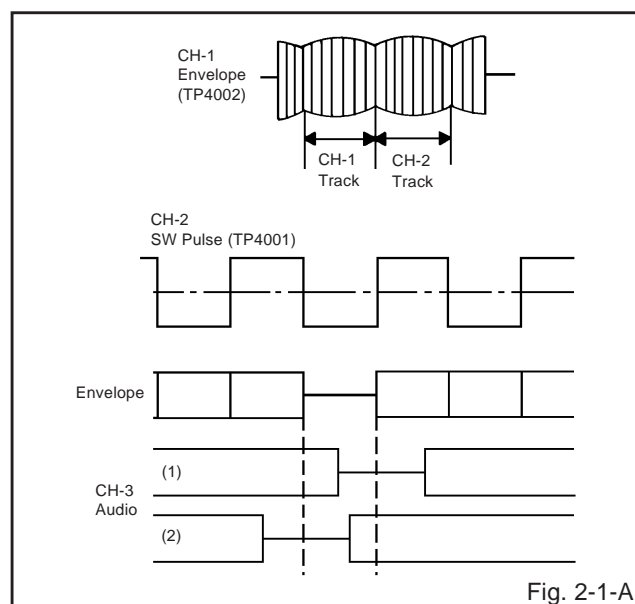 CH-1
Envelope
(TP4002)
CH-1
Track
CH-2
Track
CH-2
SW Pulse (TP4001)
Envelope
(1)
CH-3
Audio
(2)
Fig. 2-1-A